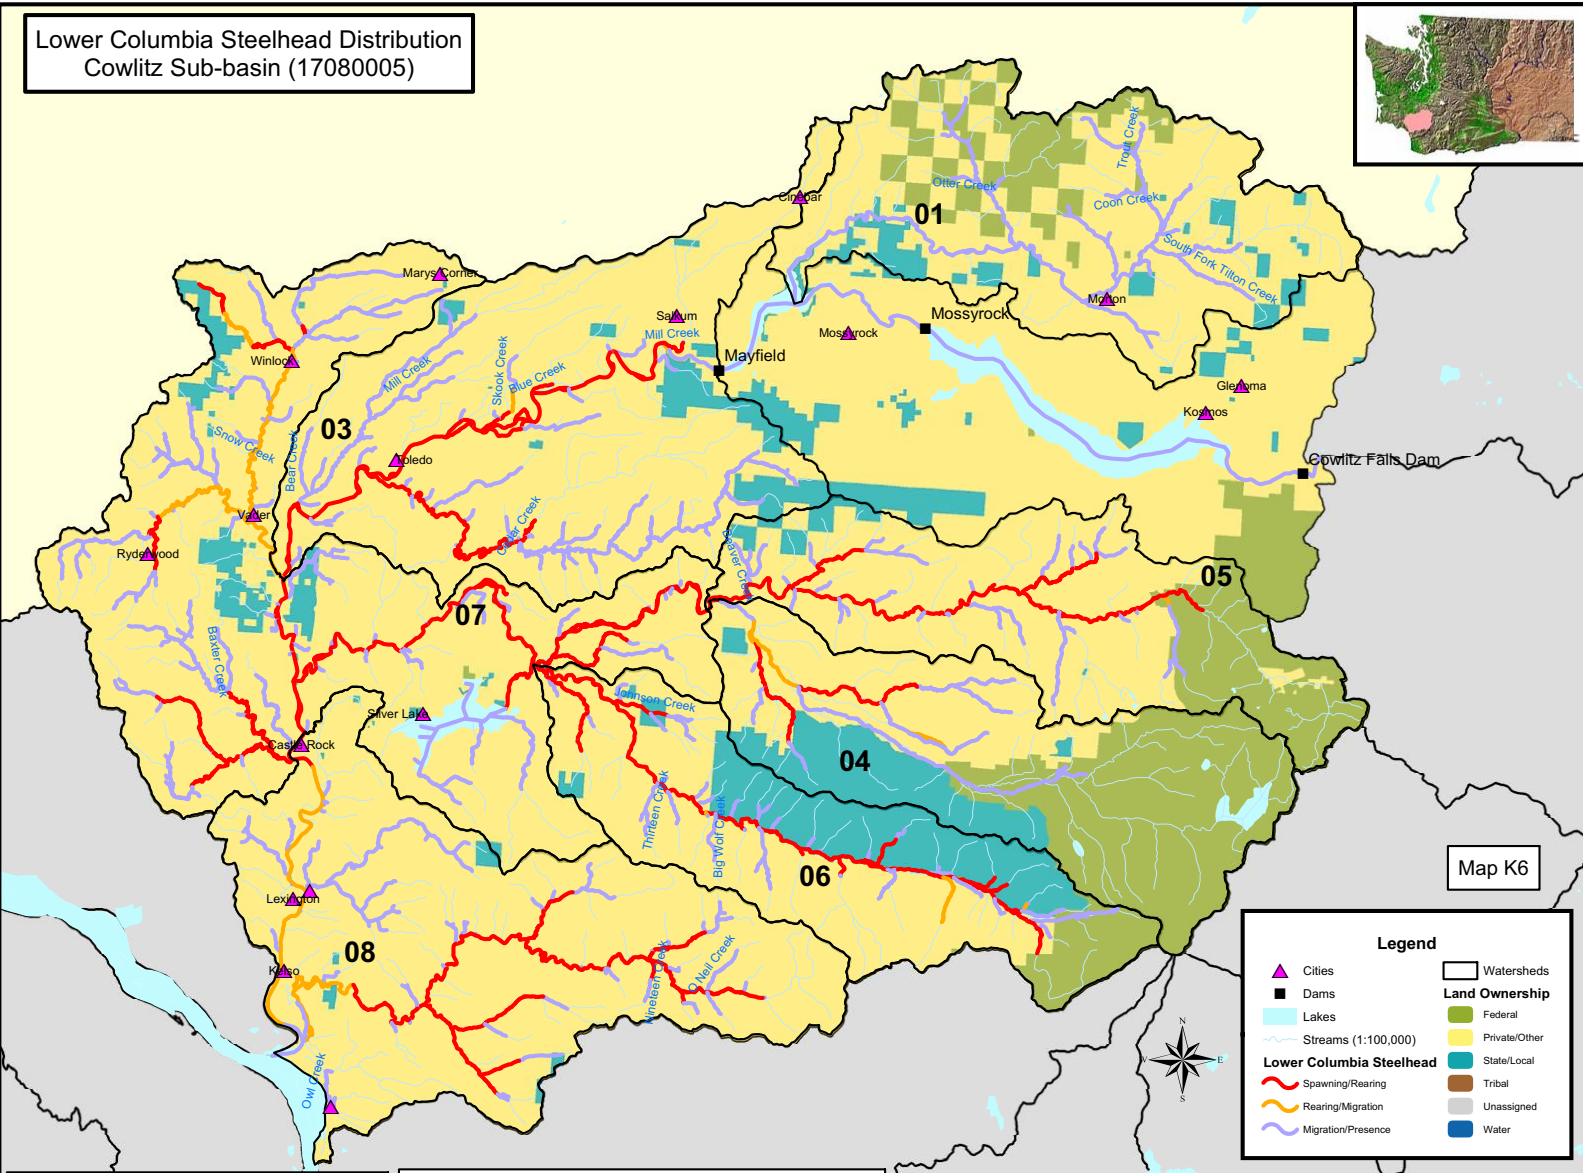 Lower Columbia Steelhead Distribution
Cowlitz Sub-basin (17080005)
Trout Creek
Otter Creek
Cinebar
Coon Creek
01
South Fork Tilton Creek
Marys Corner
Morton
Salkum
Mossyrock
Mossyrock
Mill Creek
Mayfield
Winlock
Mill Creek
Skook Creek
Blue Creek
Glenoma
Kosmos
03
Snow Creek
Bear Creek
Toledo
Cowlitz Falls Dam
Vader
Cedar Creek
Ryderwood
Beaver Creek
05
07
Baxter Creek
Johnson Creek
Silver Lake
Castle Rock
04
Thirteen Creek
Big Wolf Creek
06
Map K6
Lexington
08
Kelso
Nineteen Creek
O Neil Creek
Owl Creek
N
E
S
Legend
Cities
Dams
Lakes
Streams (1:100,000)
Lower Columbia Steelhead
Spawning/Rearing
Rearing/Migration
Migration/Presence
Watersheds
Land Ownership
Federal
Private/Other
State/Local
Tribal
Unassigned
Water